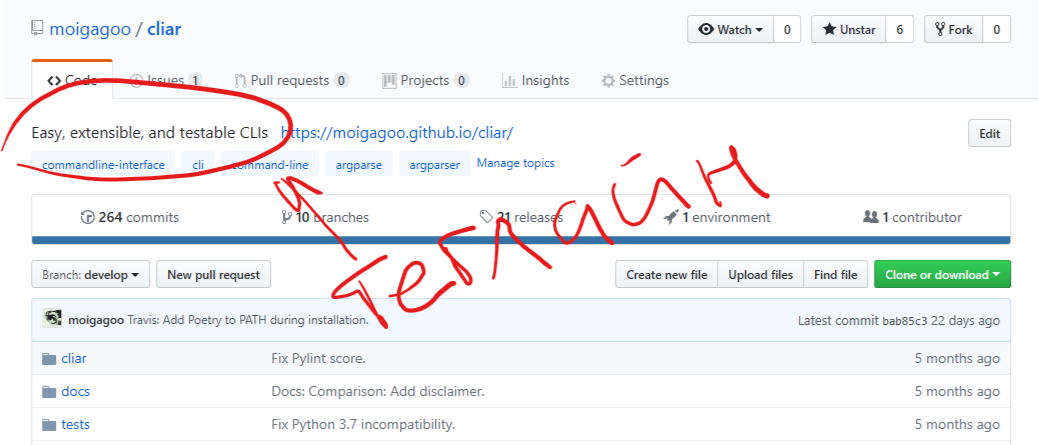 moigagoo / cliar
Watch 0 Unstar 6 Fork 0
Code Issues 1 Pull requests 0 Projects 0 Insights Settings
Easy, extensible, and testable CLIs https://moigagoo.github.io/cliar/ Edit
commandline-interface cli command-line argparse argparser Manage topics
264 commits 10 branches 21 releases 1 environment 1 contributor
Теглайн
Branch: develop New pull request Create new file Upload files Find file Clone or download
moigagoo Travis: Add Poetry to PATH during installation. Latest commit bab85c3 22 days ago
cliar Fix Pylint score. 5 months ago
docs Docs: Comparison: Add disclaimer. 5 months ago
tests Fix Python 3.7 incompatibility. 5 months ago